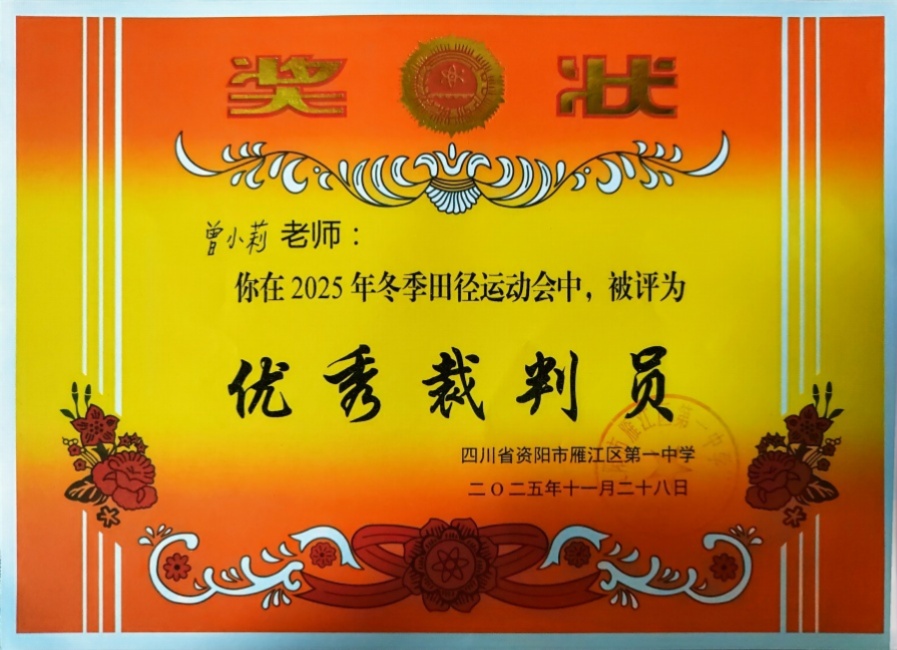 奖 状
曾小莉 老师：
你在2025年冬季田径运动会中，被评为
优秀裁判员
四川省资阳市雁江区第一中学
二〇二五年十一月二十八日